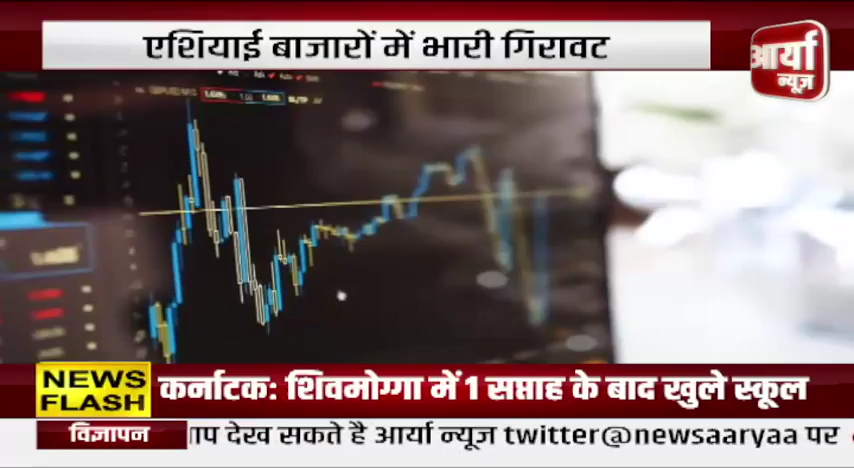 एशियाई बाजारों में भारी गिरावट
आर्या
न्यूज़
NEWS
FLASH
कर्नाटक: शिवमोग्गा में 1 सप्ताह के बाद खुले स्कूल
विज्ञापन
देख सकते है आर्या न्यूज twitter@newsaaryaa पर